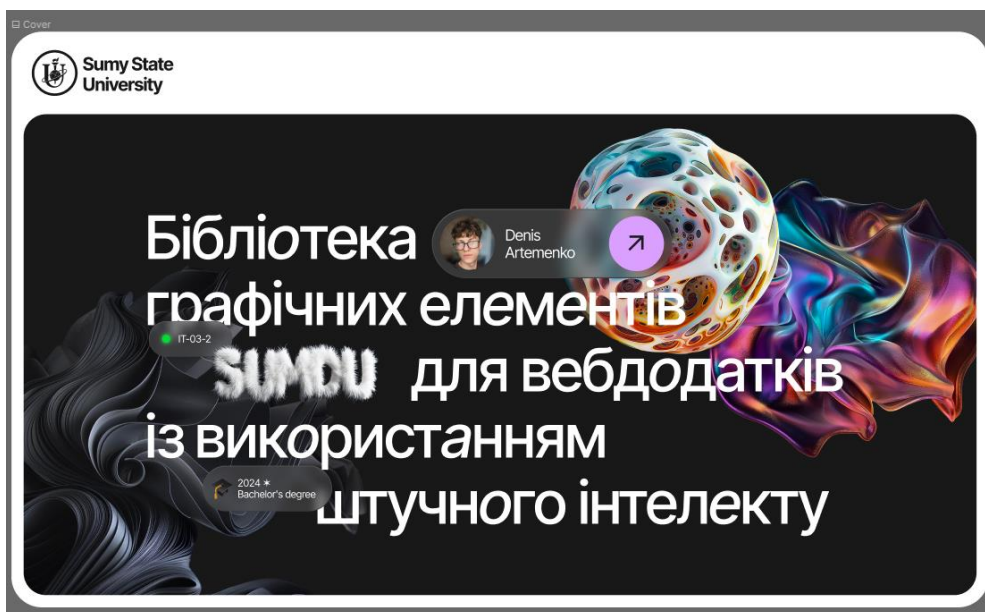 Cover
Sumy State
University
Бібліотека
Denis
Artemenko
графічних елементів
IT-03-2
SUMDU для вебдодатків
із використанням
2024 ✶
Bachelor's degree
штучного інтелекту